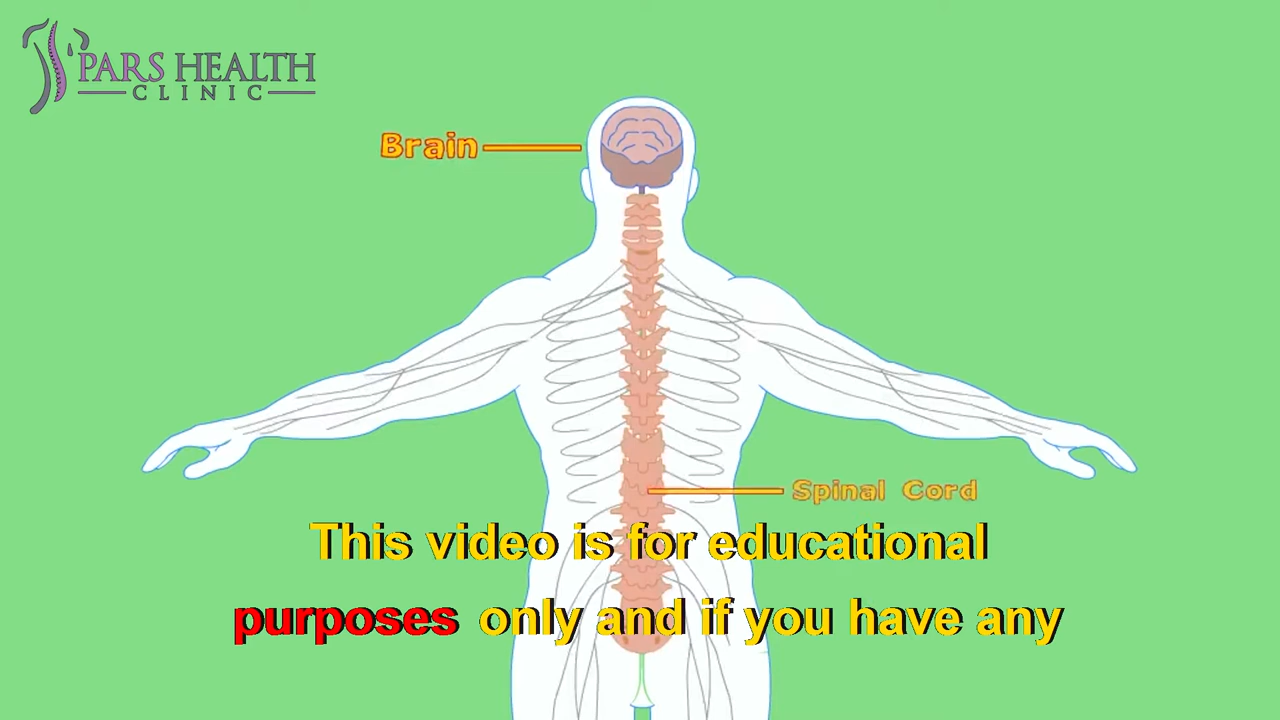 PARS HEALTH
CLINIC
Brain
Spinal Cord
This video is for educational
purposes only and if you have any